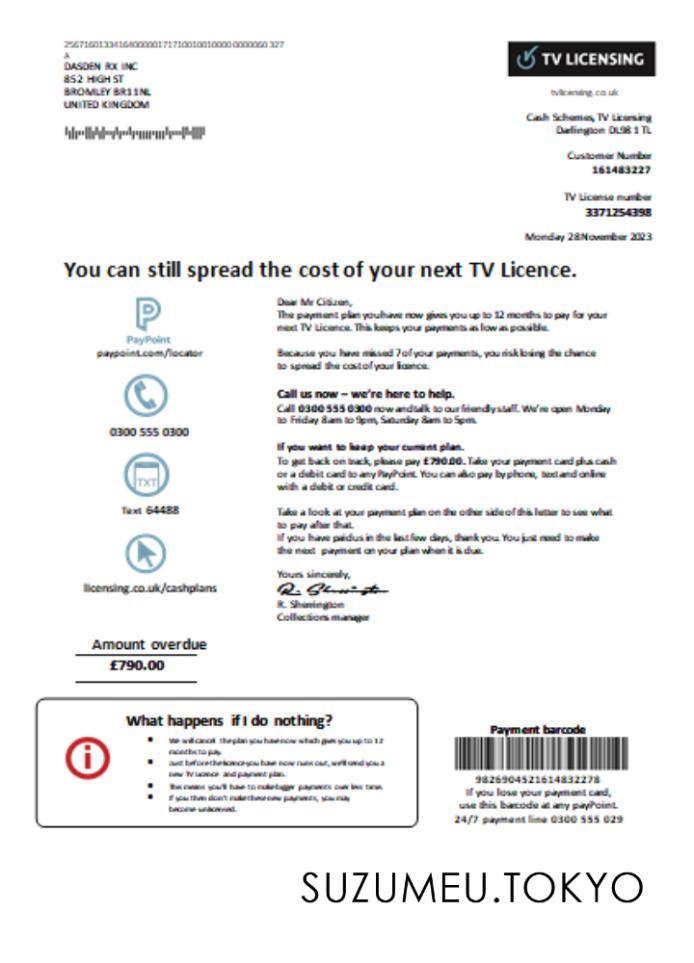 2567160133416400000171710010010000 0000060 327
A
DASDEN RX INC
852 HIGH ST
BROMLEY BR11NL
UNITED KINGDOM
TV LICENSING
tvlicensing.co.uk
Cash Schemes, TV Licensing
Darlington DL98 1 TL
Customer Number
161483227
TV License number
3371254398
Monday 28November 2023
You can still spread the cost of your next TV Licence.
PayPoint
paypoint.com/locator
0300 555 0300
TXT
Text 64488
licensing.co.uk/cashplans
Amount overdue
£790.00
Dear Mr Citizen,
The payment plan you have now gives you up to 12 months to pay for your
next TV Licence. This keeps your payments as low as possible.
Because you have missed 7 of your payments, you risk losing the chance
to spread the cost of your licence.
Call us now – we're here to help.
Call 0300 555 0300 now and talk to our friendly staff. We're open Monday
to Friday 8am to 9pm, Saturday 8am to 5pm.
If you want to keep your current plan.
To get back on track, please pay £790.00. Take your payment card plus cash
or a debit card to any PayPoint. You can also pay by phone, text and online
with a debit or credit card.
Take a look at your payment plan on the other side of this letter to see what
to pay after that.
If you have paid us in the last few days, thank you. You just need to make
the next payment on your plan when it is due.
Yours sincerely,
R. Sherrington
Collections manager
What happens if I do nothing?
We will cancel the plan you have now which gives you up to 12
months to pay.
Just before the licence you have now runs out, we'll send you a
new TV Licence and payment plan.
This means you'll have to make bigger payments over less time.
If you then don't make these new payments, you may
become unlicensed.
Payment barcode
9826904521614832278
If you lose your payment card,
use this barcode at any payPoint.
24/7 payment line 0300 555 029
SUZUMEU.TOKYO